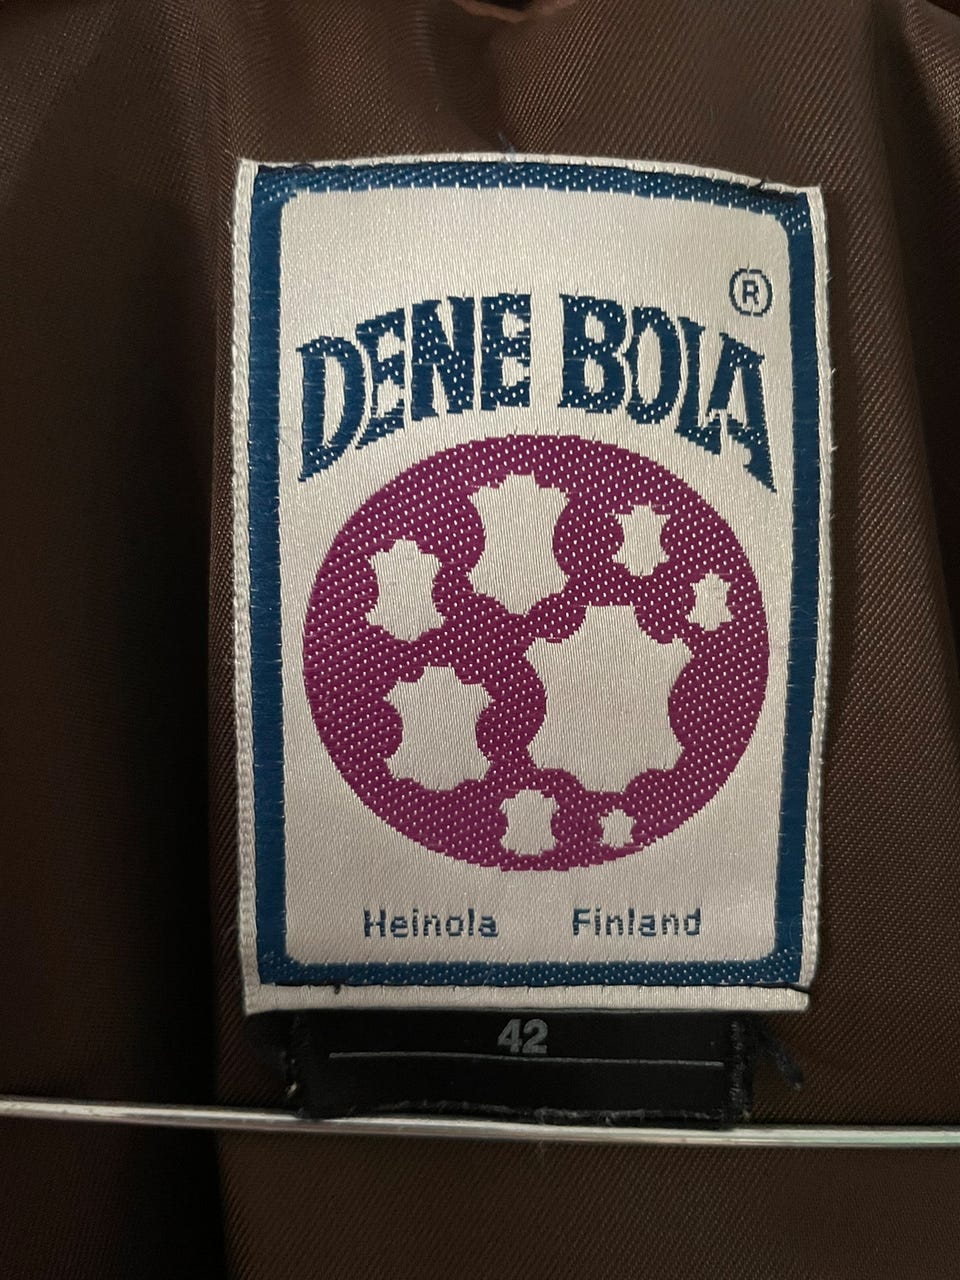 ®
DENE BOLA
Heinola Finland
42